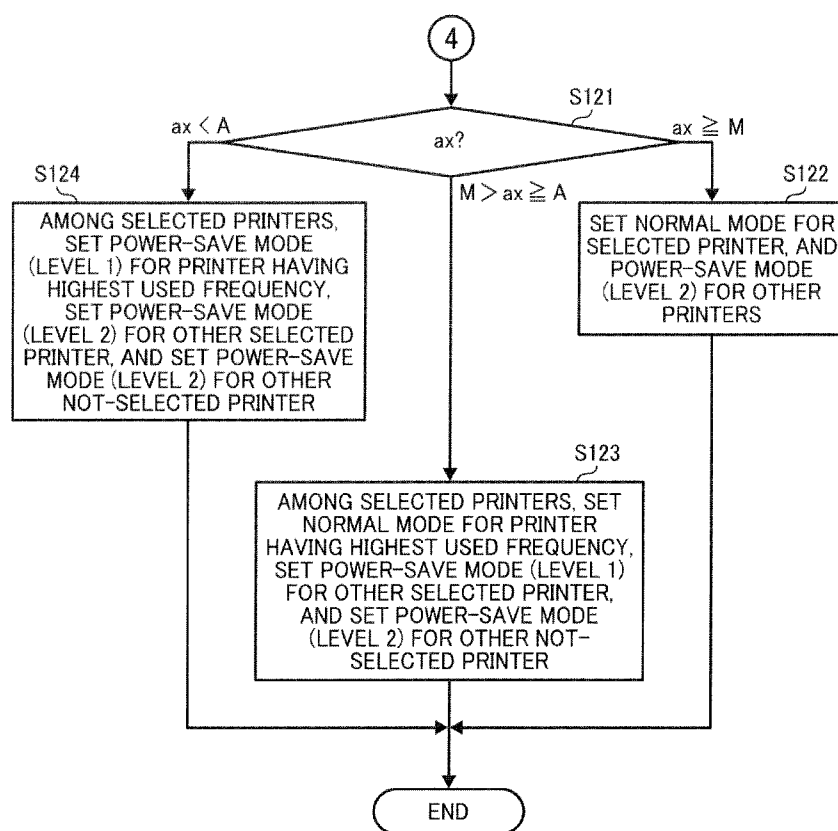 4
S121
ax < A
ax?
ax ≧ M
S124
M > ax ≧ A
S122
AMONG SELECTED PRINTERS,
SET POWER-SAVE MODE
(LEVEL 1) FOR PRINTER HAVING
HIGHEST USED FREQUENCY,
SET POWER-SAVE MODE
(LEVEL 2) FOR OTHER SELECTED
PRINTER, AND SET POWER-SAVE
MODE (LEVEL 2) FOR OTHER
NOT-SELECTED PRINTER
SET NORMAL MODE FOR
SELECTED PRINTER, AND
POWER-SAVE MODE
(LEVEL 2) FOR OTHER
PRINTERS
S123
AMONG SELECTED PRINTERS, SET
NORMAL MODE FOR PRINTER
HAVING HIGHEST USED FREQUENCY,
SET POWER-SAVE MODE (LEVEL 1)
FOR OTHER SELECTED PRINTER,
AND SET POWER-SAVE MODE
(LEVEL 2) FOR OTHER NOT-
SELECTED PRINTER
END